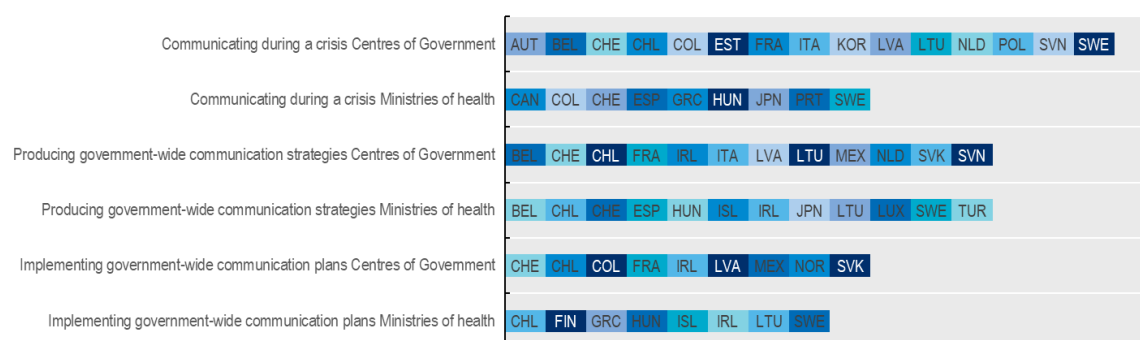 Communicating during a crisis Centres of Government AUT BEL CHE CHL COL EST FRA ITA KOR LVA LTU NLD POL SVN SWE
Communicating during a crisis Ministries of health CAN COL CHE ESP GRC HUN JPN PRT SWE
Producing government-wide communication strategies Centres of Government BEL CHE CHL FRA IRL ITA LVA LTU MEX NLD SVK SVN
Producing government-wide communication strategies Ministries of health BEL CHL CHE ESP HUN ISL IRL JPN LTU LUX SWE TUR
Implementing government-wide communication plans Centres of Government CHE CHL COL FRA IRL LVA MEX NOR SVK
Implementing government-wide communication plans Ministries of health CHL FIN GRC HUN ISL IRL LTU SWE